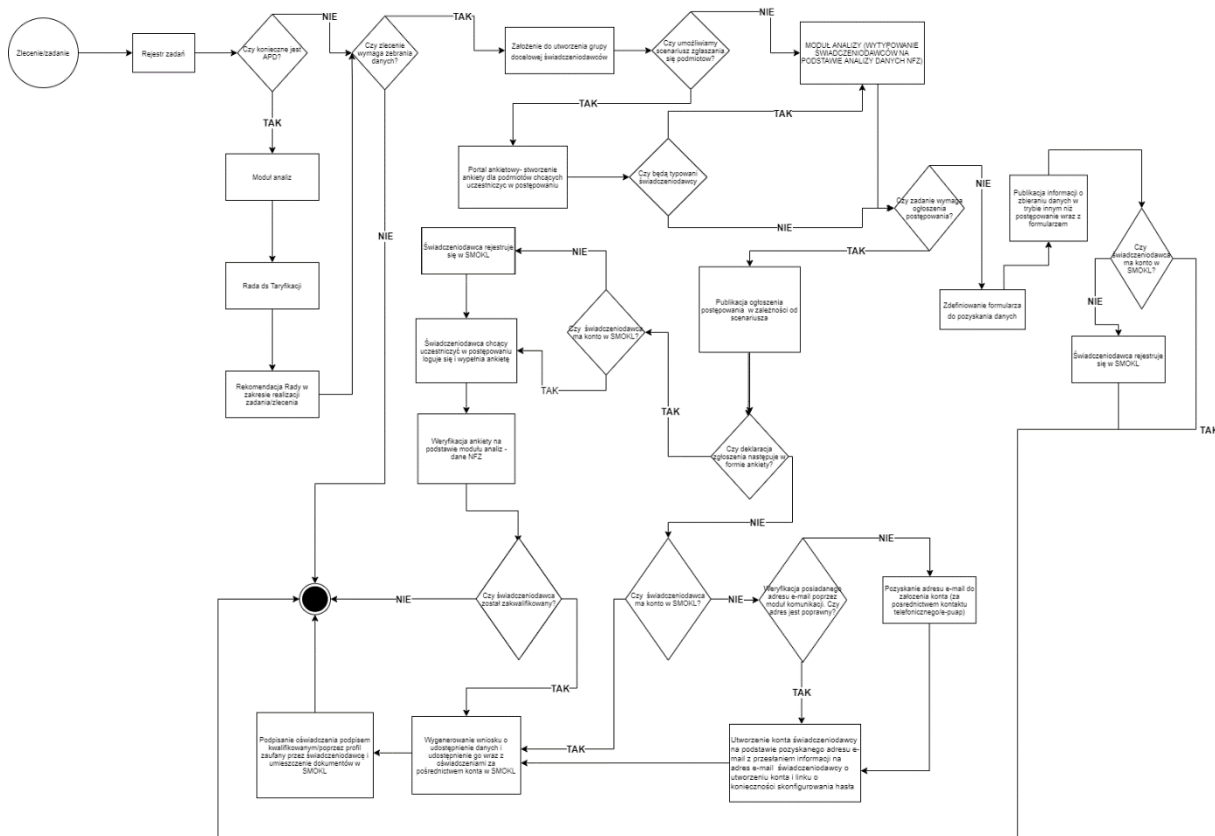 Zlecenie/zadanie
Rejestr zadań
Czy konieczne jest
APD?
NIE
Czy zlecenie
wymaga zebrania
danych?
TAK
Założenie do utworzenia grupy
docelowej świadczeniodawców
Czy umożliwiamy
scenariusz zgłaszania
się podmiotow?
NIE
MODUŁ ANALIZY (WYTYPOWANIE
ŚWIADCZENIODAWCÓW NA
PODSTAWIE ANALIZY DANYCH NFZ)
TAK
TAK
TAK
Moduł analiz
Portal ankietowy- stworzenie
ankiety dla podmiotów chcących
uczestniczyc w postępowaniu
Czy będą typowani
świadczeniodawcy
NIE
Czy zadanie wymaga
ogłoszenia
postępowania?
NIE
Publikacja informacji o
zbieraniu danych w
trybie innym niż
postępowanie wraz z
formularzem
NIE
TAK
Czy
świadczeniodawca
ma konto w
SMOKL?
Rada ds Taryfikacji
Świadczeniodawca rejestruje
się w SMOKL
NIE
Publikacja ogłoszenia
postępowania w zależności od
scenariusza
Zdefiniowanie formularza
do pozyskania danych
NIE
Świadczeniodawca chcący
uczestniczyć w postępowaniu
loguje się i wypełnia ankietę
Czy świadczeniodawca
ma konto w SMOKL?
Świadczeniodawca rejestruje
się w SMOKL
Rekomendacja Rady w
zakresie realizacji
zadania/zlecenia
TAK
TAK
TAK
Weryfikacja ankiety na
podstawie modułu analiz -
dane NFZ
Czy deklaracja
zgłoszenia następuje w
formie ankiety?
NIE
NIE
Czy świadczeniodawca
został zakwalifikowany?
NIE
Czy świadczeniodawca
ma konto w SMOKL?
NIE
Weryfikacja posiadanego
adresu e-mail poprzez
moduł komunikacji. Czy
adres jest poprawny?
Pozyskanie adresu e-mail do
założenia konta (za
posrednictwem kontaktu
telefonicznego/e-puap)
TAK
TAK
Podpisanie oświadczenia podpisem
kwalifikowanym/poprzez profil
zaufany przez świadczeniodawcę i
umieszczenie dokumentów w
SMOKL
Wygenerowanie wniosku o
udostępnienie danych i
udostępnienie go wraz z
oświadczeniami za
pośrednictwem konta w SMOKL
TAK
Utworzenie konta świadczeniodawcy
na podstawie pozyskanego adresu e-
mail z przesłaniem informacji na
adres e-mail świadczeniodawcy o
utworzeniu konta i linku o
konieczności skonfigurowania hasła